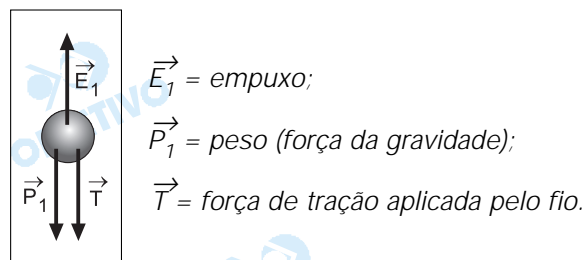 E₁
P₁ T
E₁ = empuxo;
P₁ = peso (força da gravidade);
T = força de tração aplicada pelo fio.